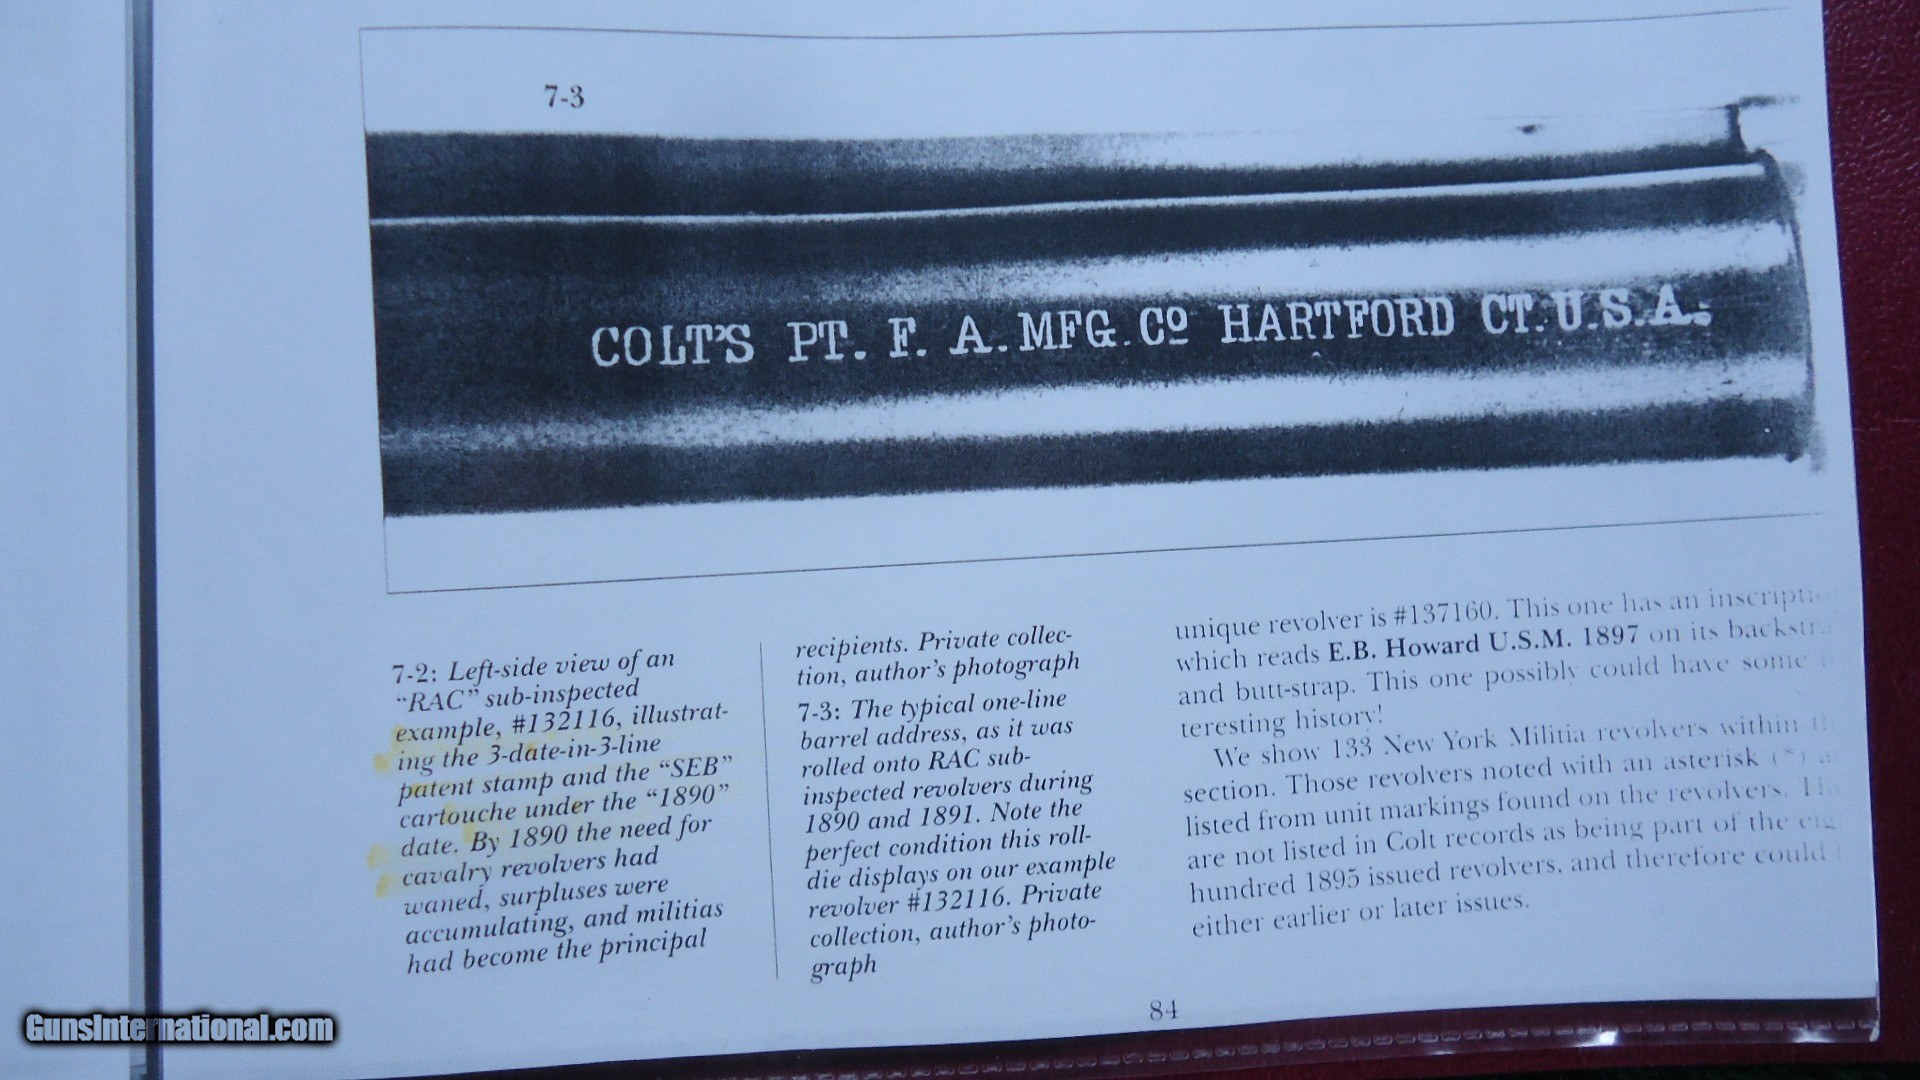 7-3
COLT'S PT. F. A. MFG. Cº HARTFORD CT. U.S.A.
7-2: Left-side view of an
"RAC" sub-inspected
example, #132116, illustrat-
ing the 3-date-in-3-line
patent stamp and the "SEB"
cartouche under the "1890"
date. By 1890 the need for
cavalry revolvers had
waned, surpluses were
accumulating, and militias
had become the principal
recipients. Private collec-
tion, author's photograph
7-3: The typical one-line
barrel address, as it was
rolled onto RAC sub-
inspected revolvers during
1890 and 1891. Note the
perfect condition this roll-
die displays on our example
revolver #132116. Private
collection, author's photo-
graph
unique revolver is #137160. This one has an
which reads E.B. Howard U.S.M. 1897 on its
and butt-strap. This one possibly could have some
teresting history!
We show 133 New York Militia revolvers within
section. Those revolvers noted with an asterisk (*)
listed from unit markings found on the revolvers.
are not listed in Colt records as being part of the
hundred 1895 issued revolvers, and therefore could
either earlier or later issues.
84
GunsInternational.com